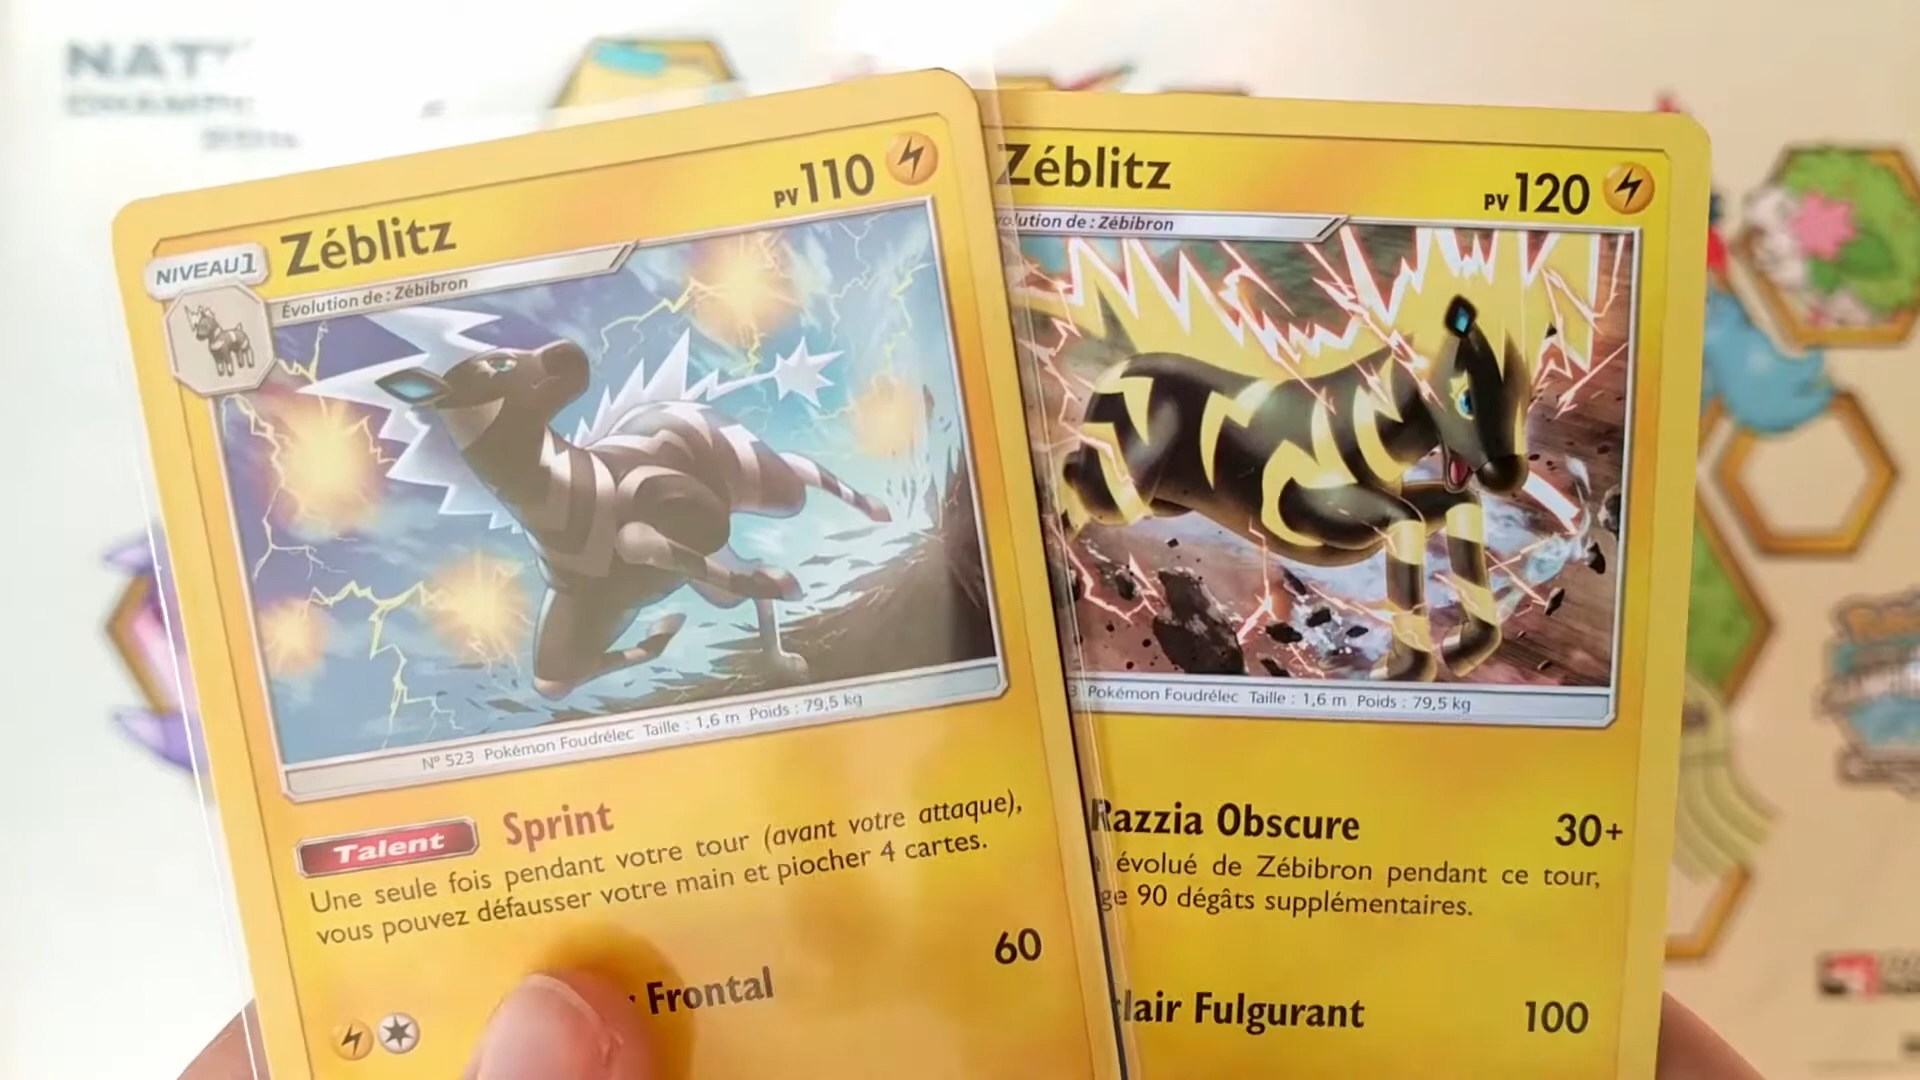 Zéblitz
PV 110
NIVEAU 1
Évolution de : Zébibron
N° 523 Pokémon Foudrélec Taille : 1,6 m Poids : 79,5 kg
Talent Sprint
Une seule fois pendant votre tour (avant votre attaque),
vous pouvez défausser votre main et piocher 4 cartes.
Frontal 60
Zéblitz
PV 120
olution de : Zébibron
3 Pokémon Foudrélec Taille : 1,6 m Poids : 79,5 kg
Razzia Obscure 30+
évolué de Zébibron pendant ce tour,
ge 90 dégâts supplémentaires.
clair Fulgurant 100